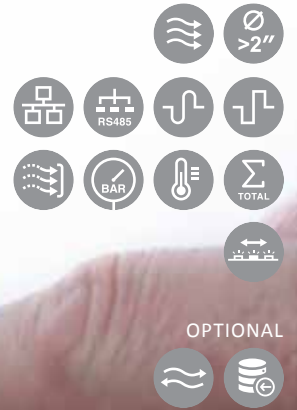 Ø
>2”
RS485
BAR
Σ
TOTAL
OPTIONAL